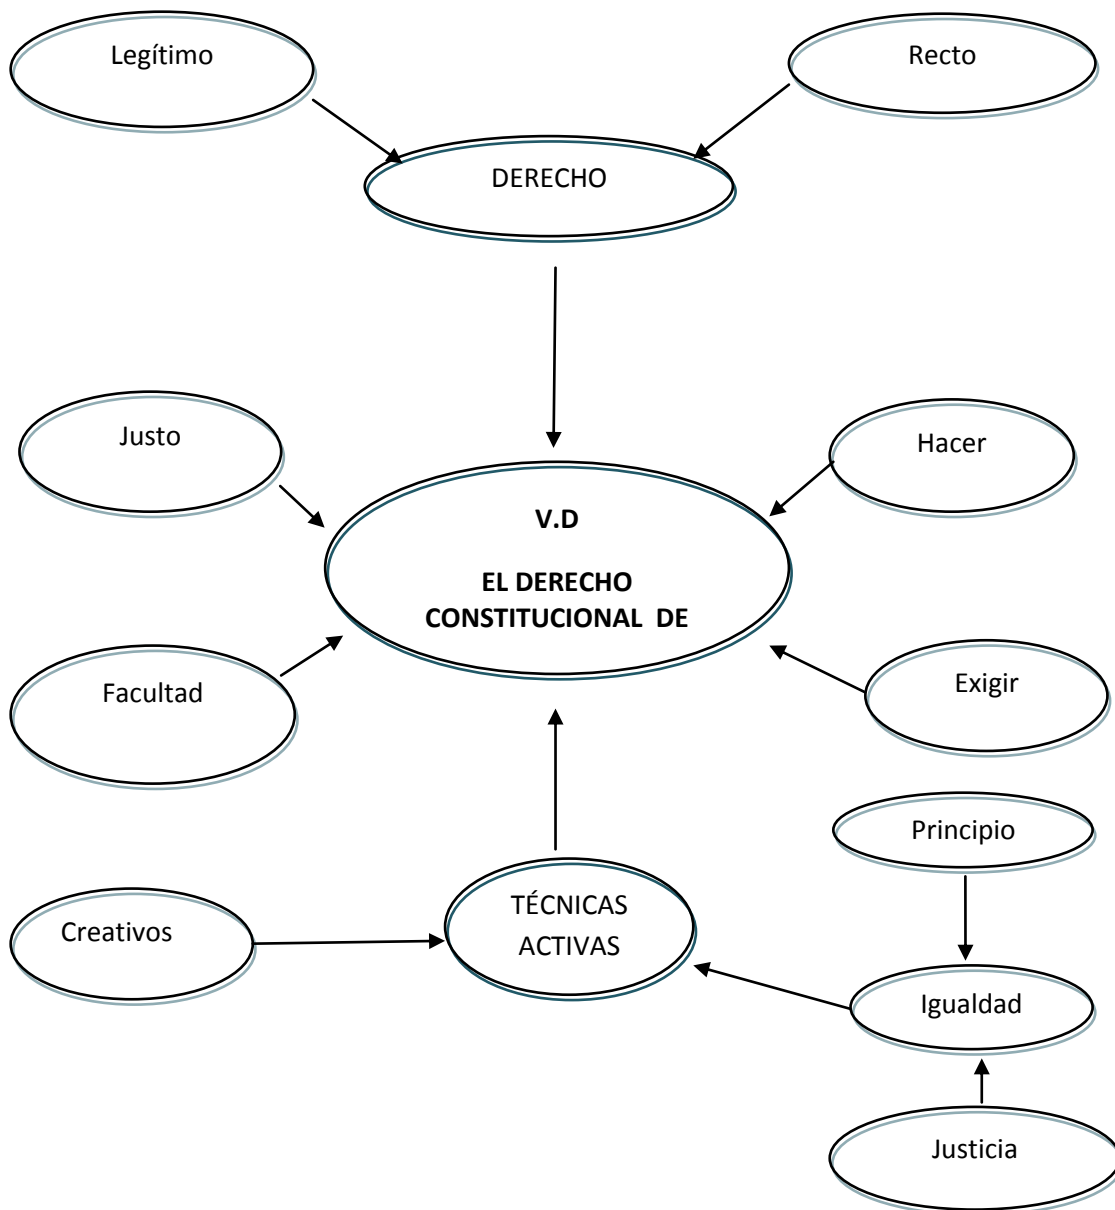 Legítimo
Recto
DERECHO
Justo
Hacer
V.D
EL DERECHO
CONSTITUCIONAL DE
Facultad
Exigir
Principio
Creativos
TÉCNICAS
ACTIVAS
Igualdad
Justicia